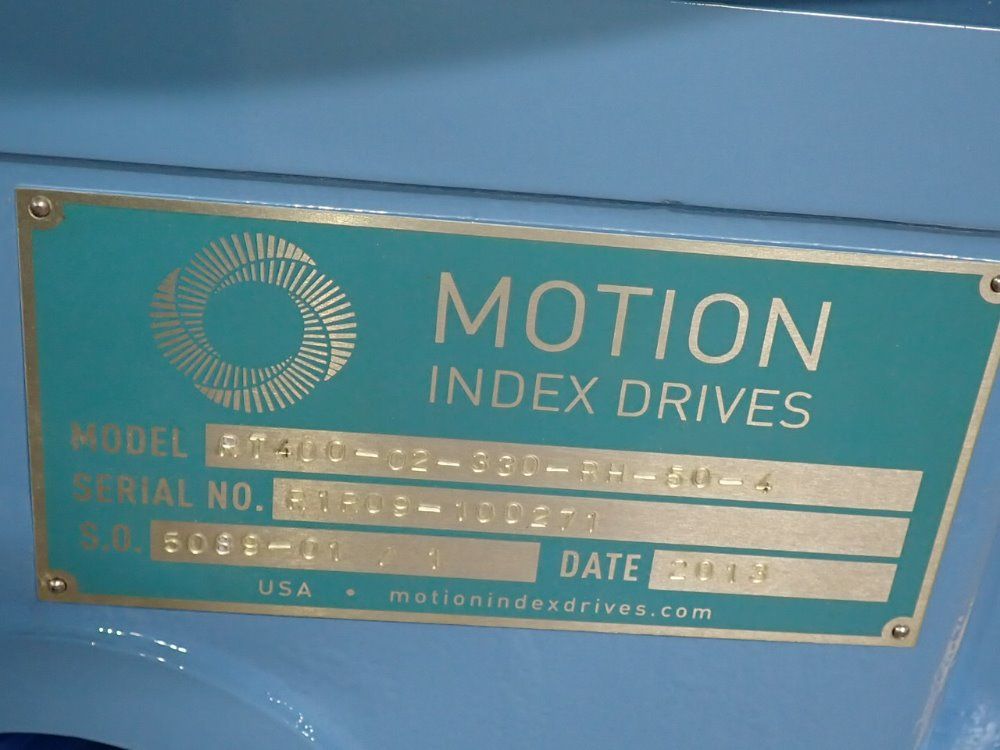 MOTION
INDEX DRIVES
MODEL RT400-02-330-RH-50-4
SERIAL NO. R1R09-100271
S.O. 5089-01 / 1 DATE 2013
USA • motionindexdrives.com